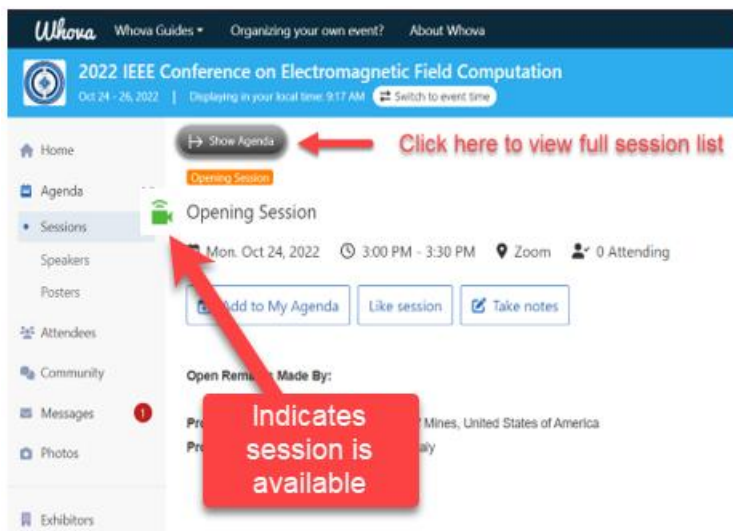 Whova Whova Guides Organizing your own event? About Whova
2022 IEEE Conference on Electromagnetic Field Computation
Oct 24 - 26, 2022 | Displaying in your local time: 9:17 AM Switch to event time
Home
Show Agenda
Click here to view full session list
Opening Session
Agenda
Opening Session
Sessions
Mon. Oct 24, 2022 3:00 PM - 3:30 PM Zoom 0 Attending
Speakers
Posters
Add to My Agenda Like session Take notes
Attendees
Community
Open Made By:
Messages 1
Indicates
session is
available
Mines, United States of America
Photos
Exhibitors